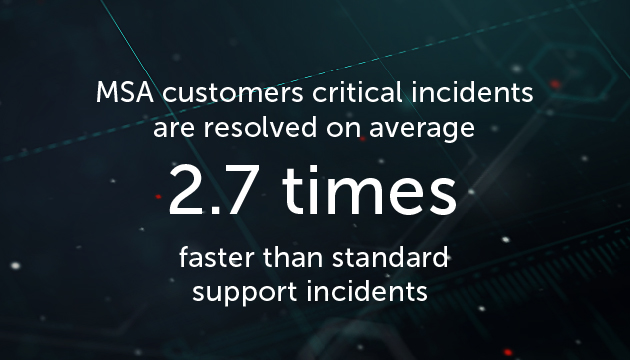 MSA customers critical incidents
are resolved on average
2.7 times
faster than standard
support incidents